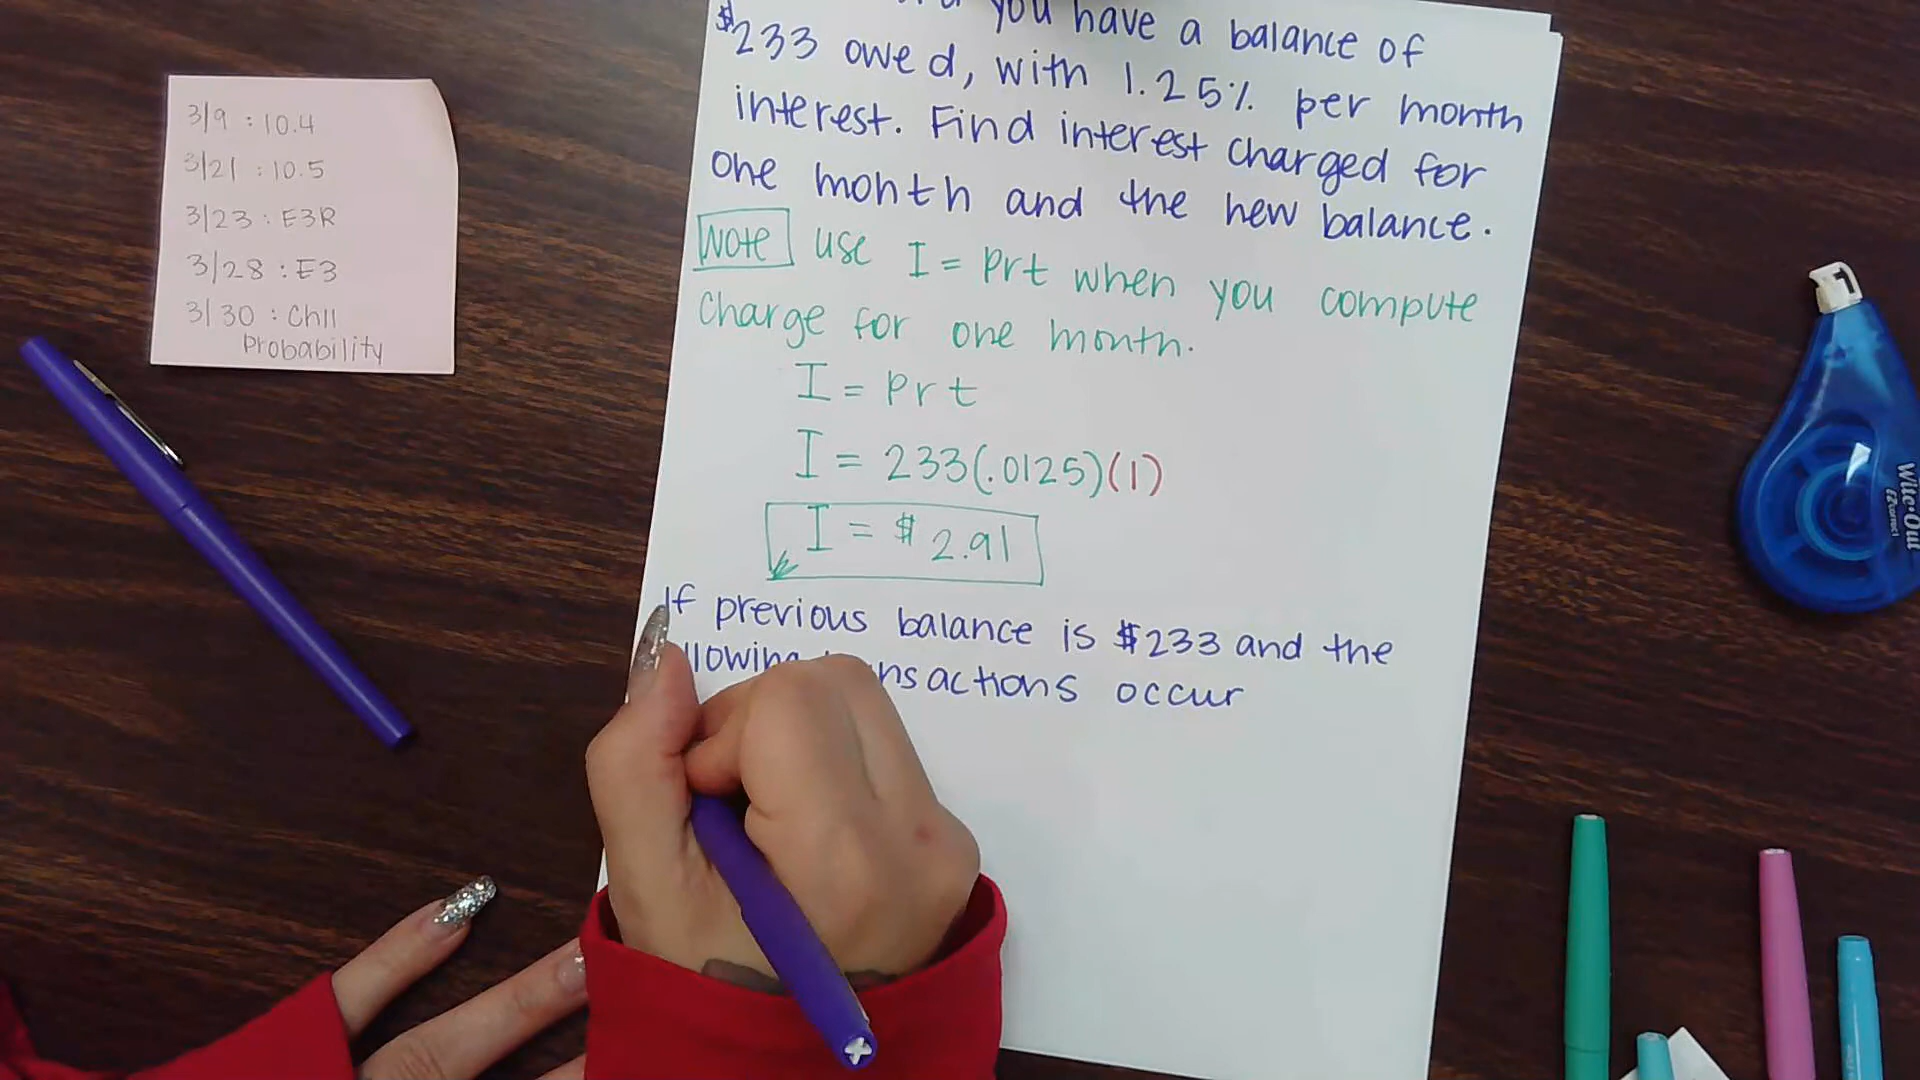 3/9 : 10.4
3/21 : 10.5
3/23 : E3R
3/28 : E3
3/30 : Ch11
Probability
you have a balance of
$233 owed, with 1.25% per month
interest. Find interest charged for
one month and the new balance.
Note use I = Prt when you compute
charge for one month.
I = Prt
I = 233(.0125)(1)
I = $2.91
If previous balance is $233 and the
occur
Wite-Out
EZcorrect